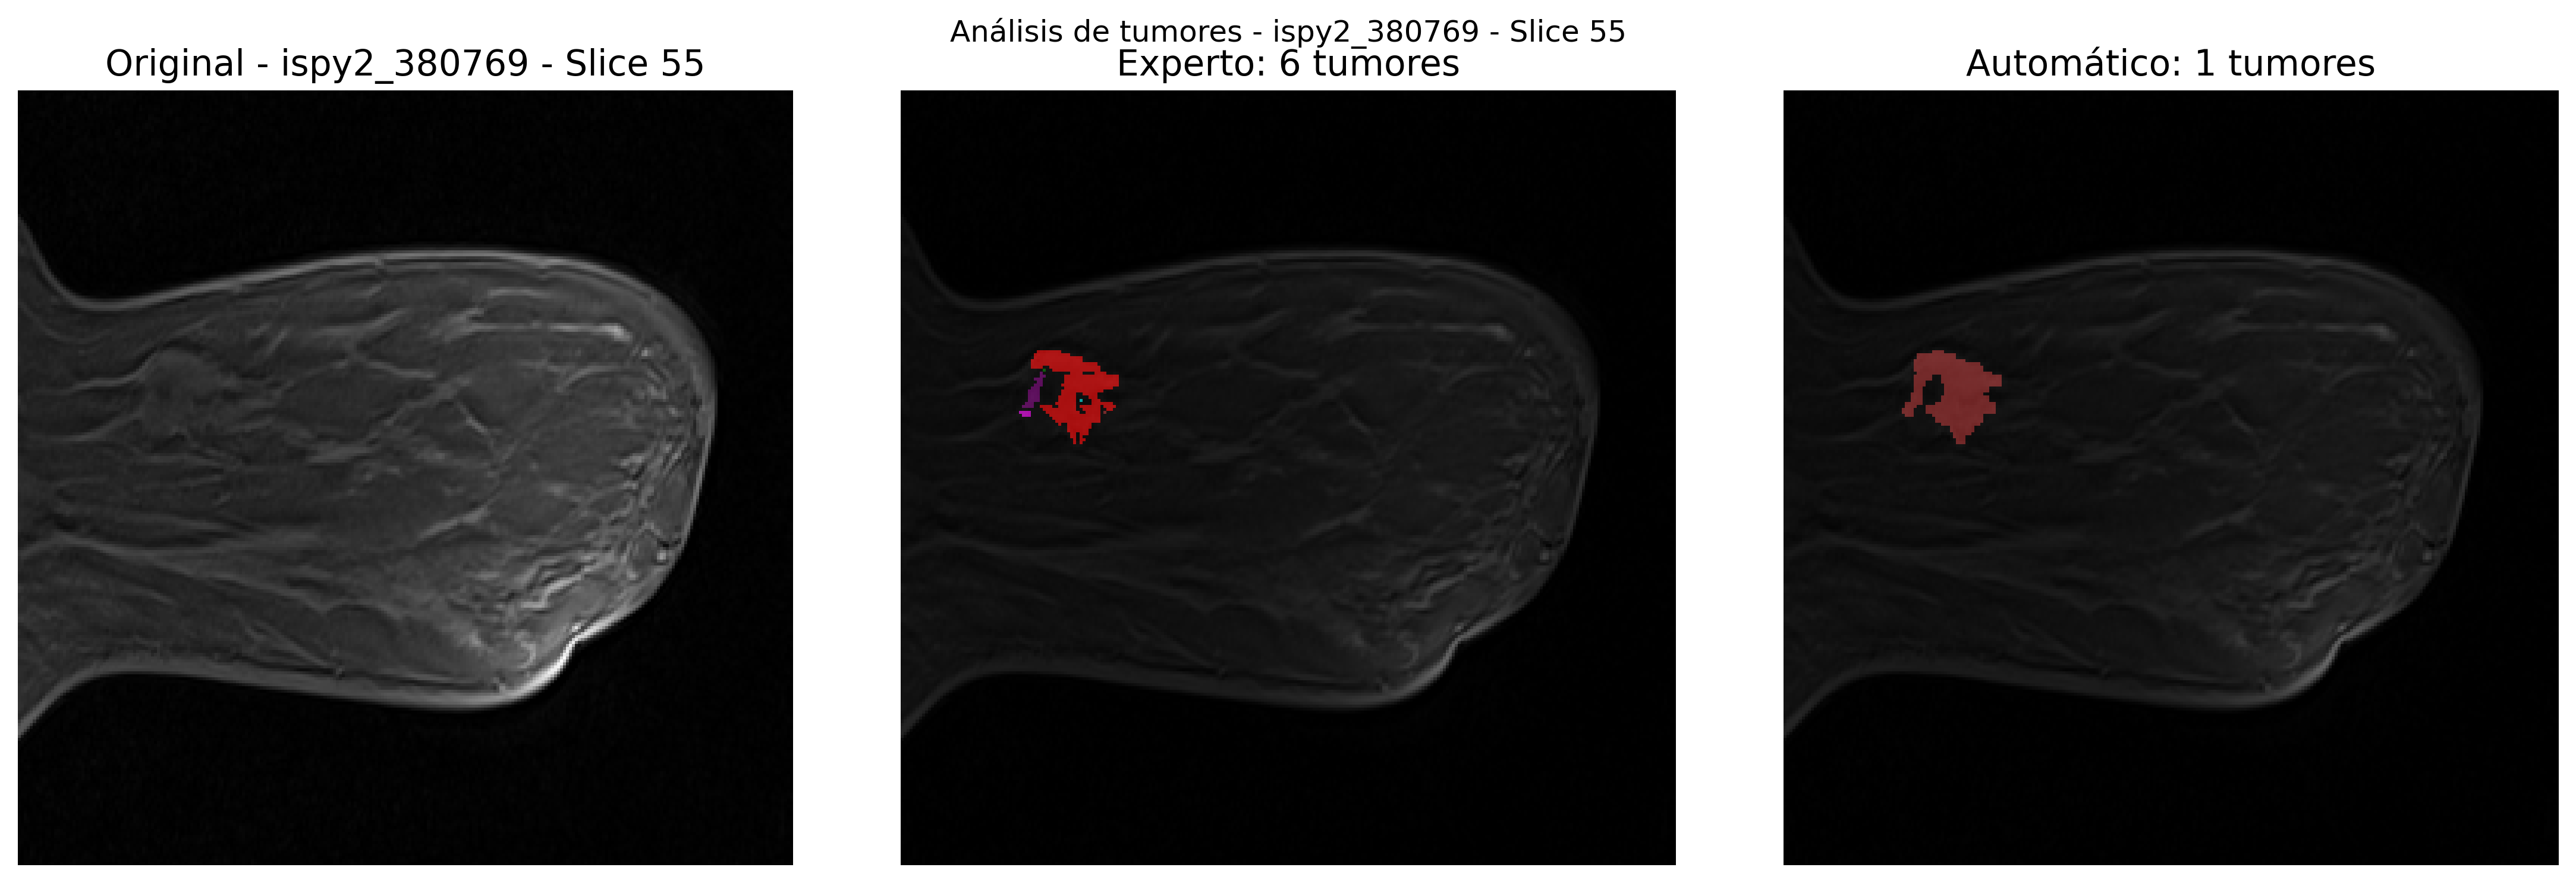 Análisis de tumores - ispy2_380769 - Slice 55
Original - ispy2_380769 - Slice 55
Experto: 6 tumores
Automático: 1 tumores